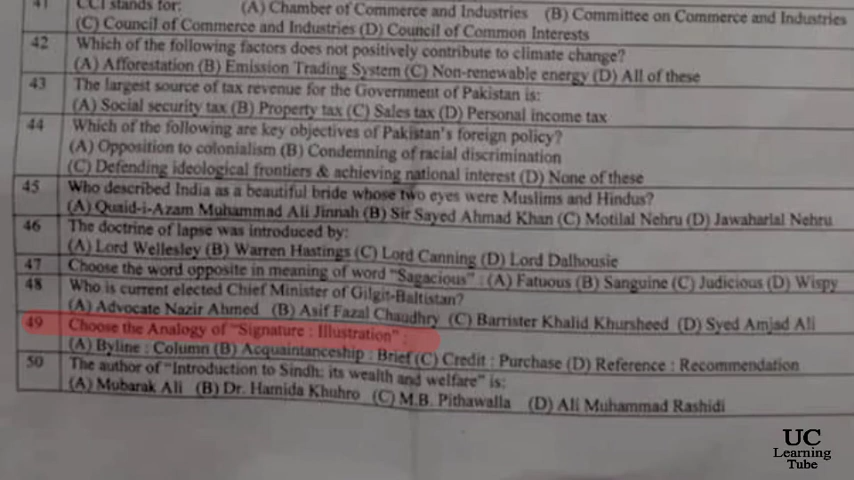 41 CCI stands for: (A) Chamber of Commerce and Industries (B) Committee on Commerce and Industries
(C) Council of Commerce and Industries (D) Council of Common Interests
42 Which of the following factors does not positively contribute to climate change?
(A) Afforestation (B) Emission Trading System (C) Non-renewable energy (D) All of these
43 The largest source of tax revenue for the Government of Pakistan is:
(A) Social security tax (B) Property tax (C) Sales tax (D) Personal income tax
44 Which of the following are key objectives of Pakistan's foreign policy?
(A) Opposition to colonialism (B) Condemning of racial discrimination
(C) Defending ideological frontiers & achieving national interest (D) None of these
45 Who described India as a beautiful bride whose two eyes were Muslims and Hindus?
(A) Quaid-i-Azam Muhammad Ali Jinnah (B) Sir Sayed Ahmad Khan (C) Motilal Nehru (D) Jawaharlal Nehru
46 The doctrine of lapse was introduced by:
(A) Lord Wellesley (B) Warren Hastings (C) Lord Canning (D) Lord Dalhousie
47 Choose the word opposite in meaning of word "Sagacious" : (A) Fatuous (B) Sanguine (C) Judicious (D) Wispy
48 Who is current elected Chief Minister of Gilgit-Baltistan?
(A) Advocate Nazir Ahmed (B) Asif Fazal Chaudhry (C) Barrister Khalid Khursheed (D) Syed Amjad Ali
49 Choose the Analogy of "Signature : Illustration" :
(A) Byline : Column (B) Acquaintanceship : Brief (C) Credit : Purchase (D) Reference : Recommendation
50 The author of "Introduction to Sindh: its wealth and welfare" is:
(A) Mubarak Ali (B) Dr. Hamida Khuhro (C) M.B. Pithawalla (D) Ali Muhammad Rashidi
UC
Learning
Tube